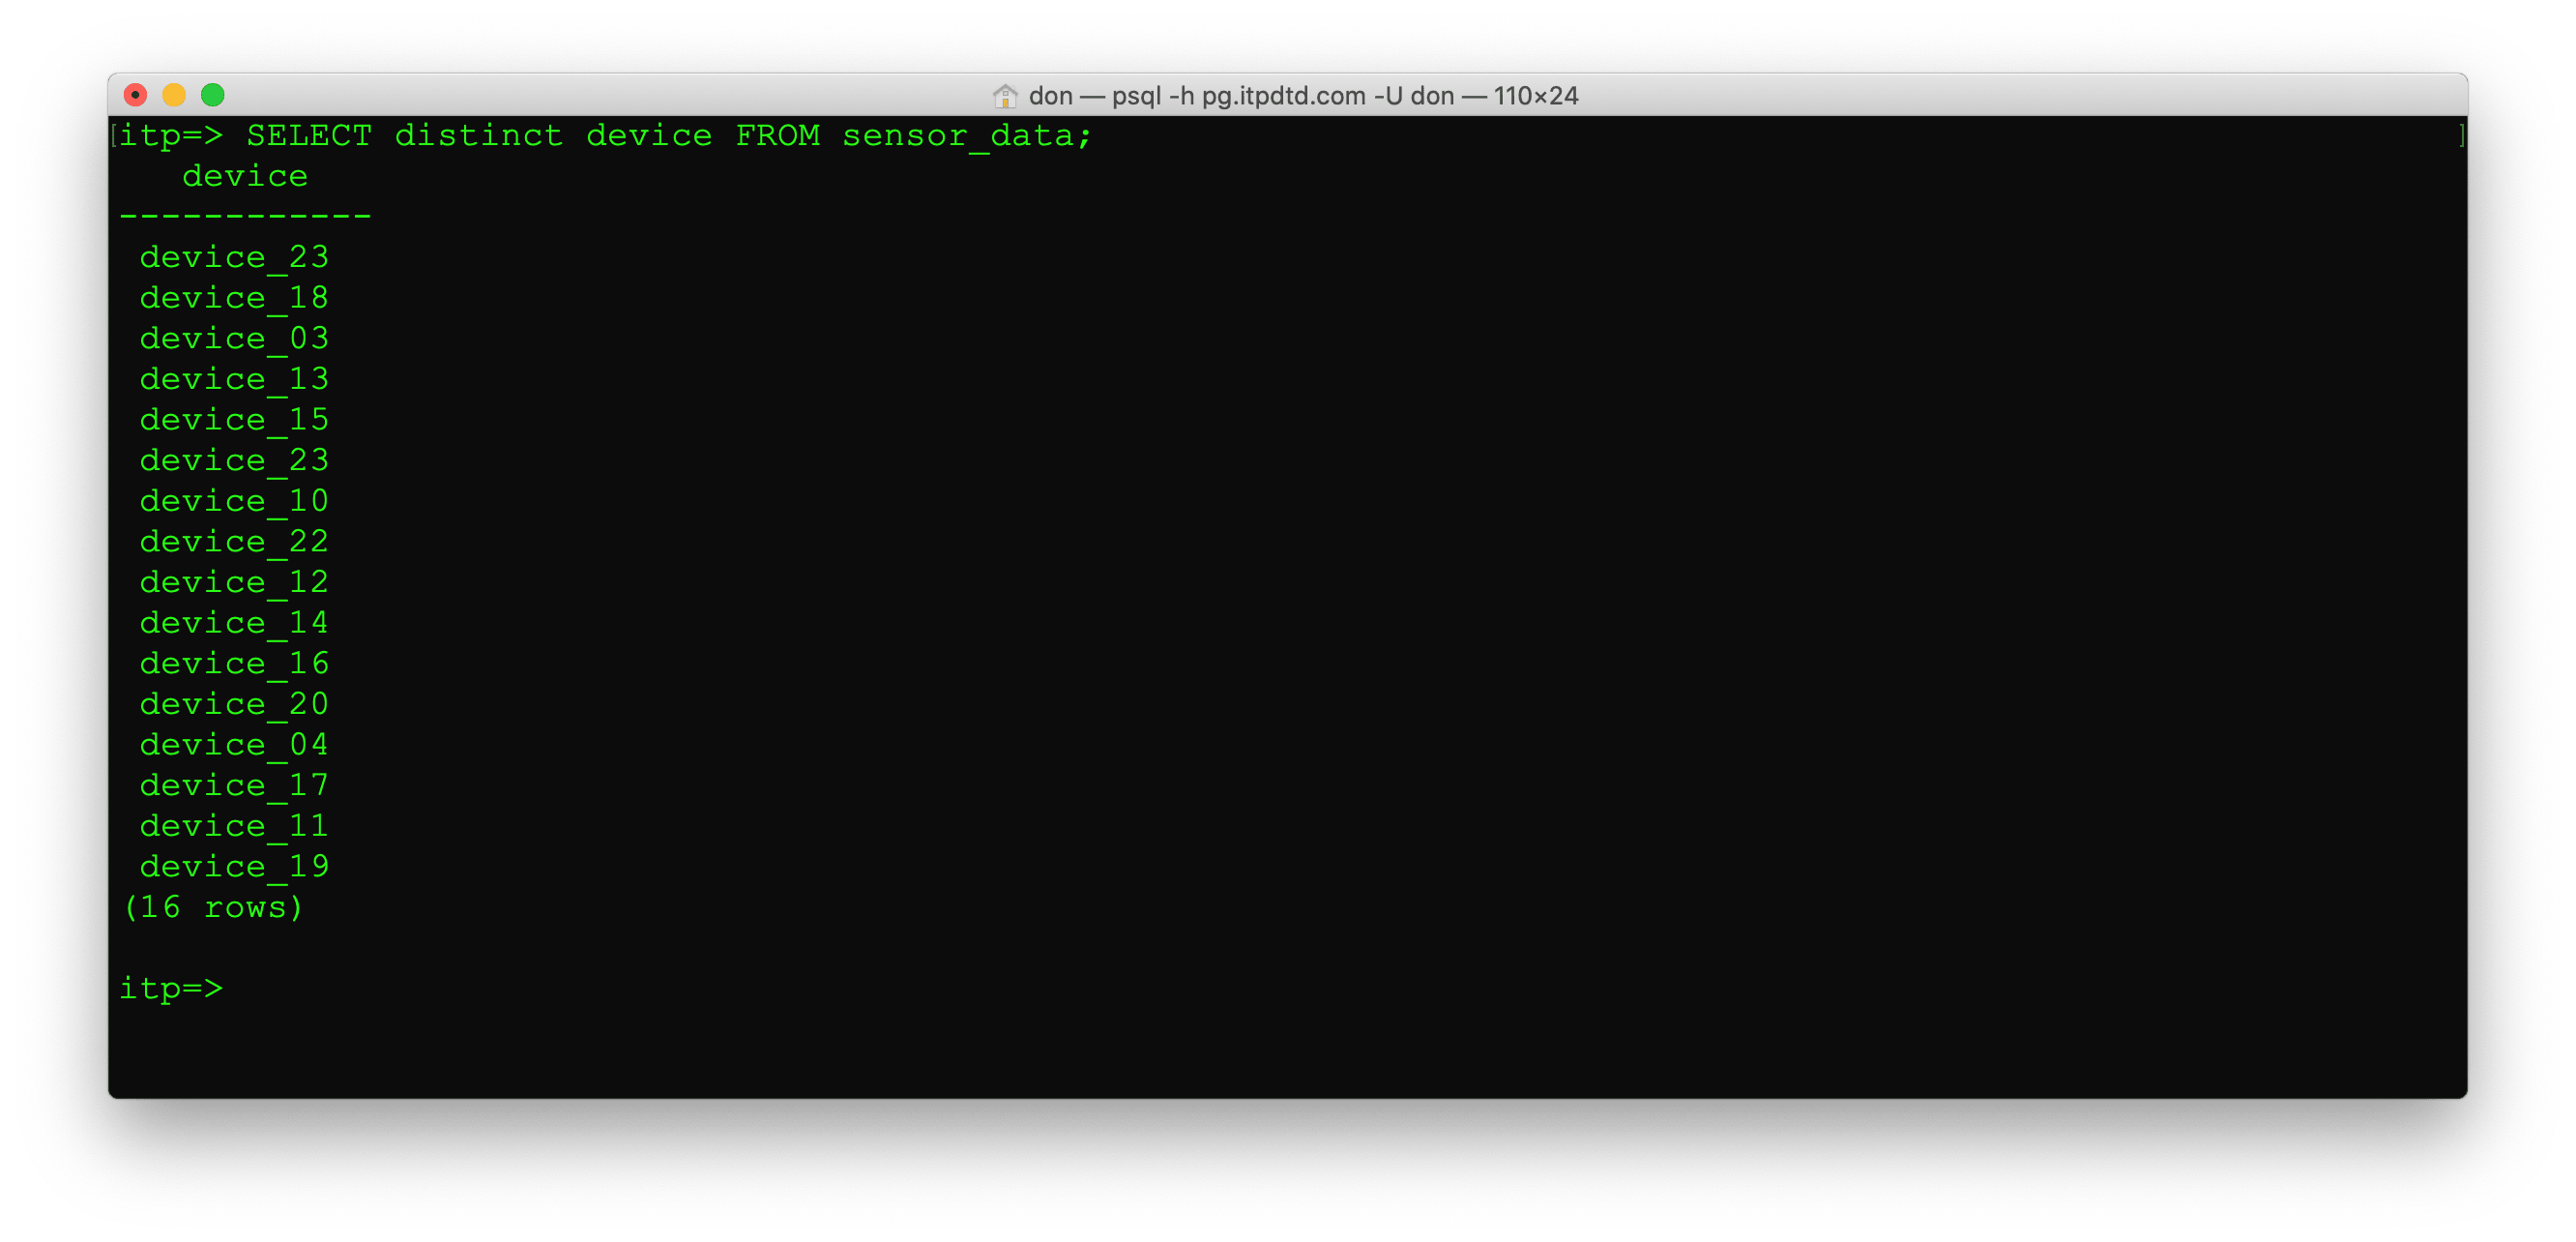 don — psql -h pg.itpdtd.com -U don — 110×24
[itp=> SELECT distinct device FROM sensor_data; ]
device
------------
device_23
device_18
device_03
device_13
device_15
device_23
device_10
device_22
device_12
device_14
device_16
device_20
device_04
device_17
device_11
device_19
(16 rows)
itp=>